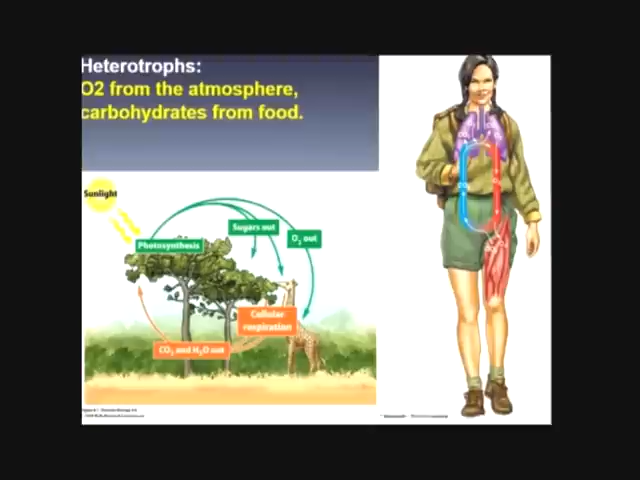 Heterotrophs:
O2 from the atmosphere,
carbohydrates from food.
Sunlight
Sugars out
O₂ out
Photosynthesis
Cellular
respiration
CO₂ and H₂O out